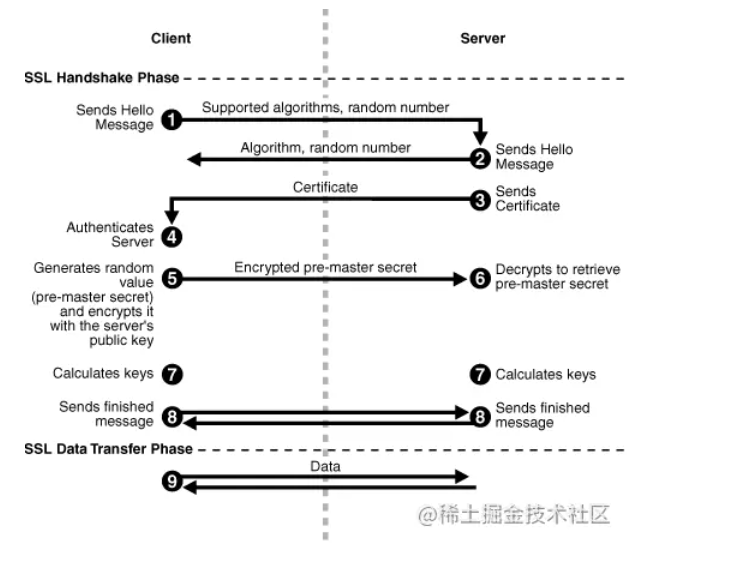 Client
Server
SSL Handshake Phase
Sends Hello
Message
1
Supported algorithms, random number
Algorithm, random number
2
Sends Hello
Message
Certificate
3
Sends
Certificate
Authenticates
Server
4
Generates random
value
(pre-master secret)
and encrypts it
with the server's
public key
5
Encrypted pre-master secret
6
Decrypts to retrieve
pre-master secret
Calculates keys
7
7
Calculates keys
Sends finished
message
8
8
Sends finished
message
SSL Data Transfer Phase
9
Data
@稀土掘金技术社区